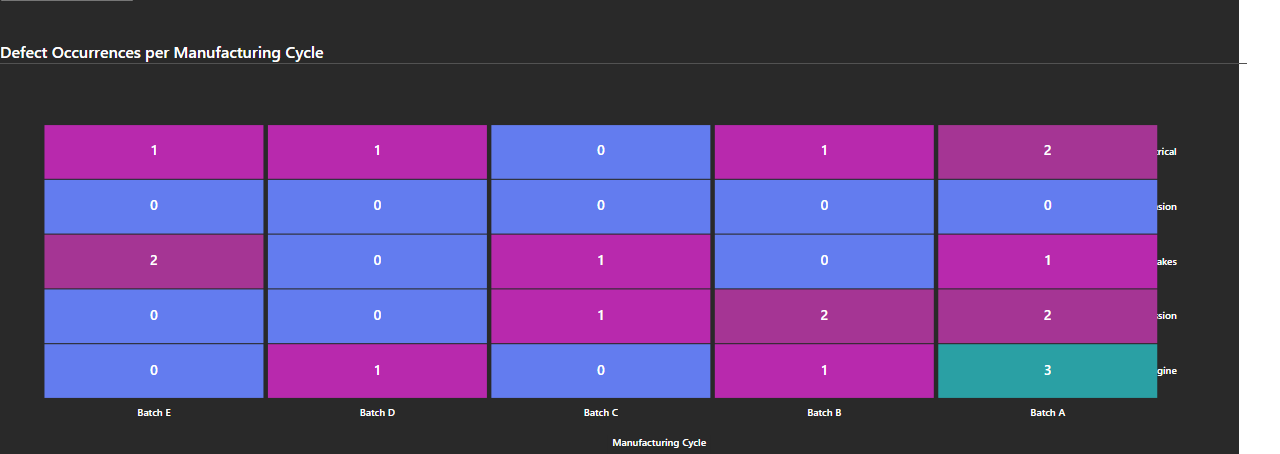 Defect Occurrences per Manufacturing Cycle
1 1 0 1 2 rical
0 0 0 0 0 sion
2 0 1 0 1 akes
0 0 1 2 2 ssion
0 1 0 1 3 gine
Batch E Batch D Batch C Batch B Batch A
Manufacturing Cycle